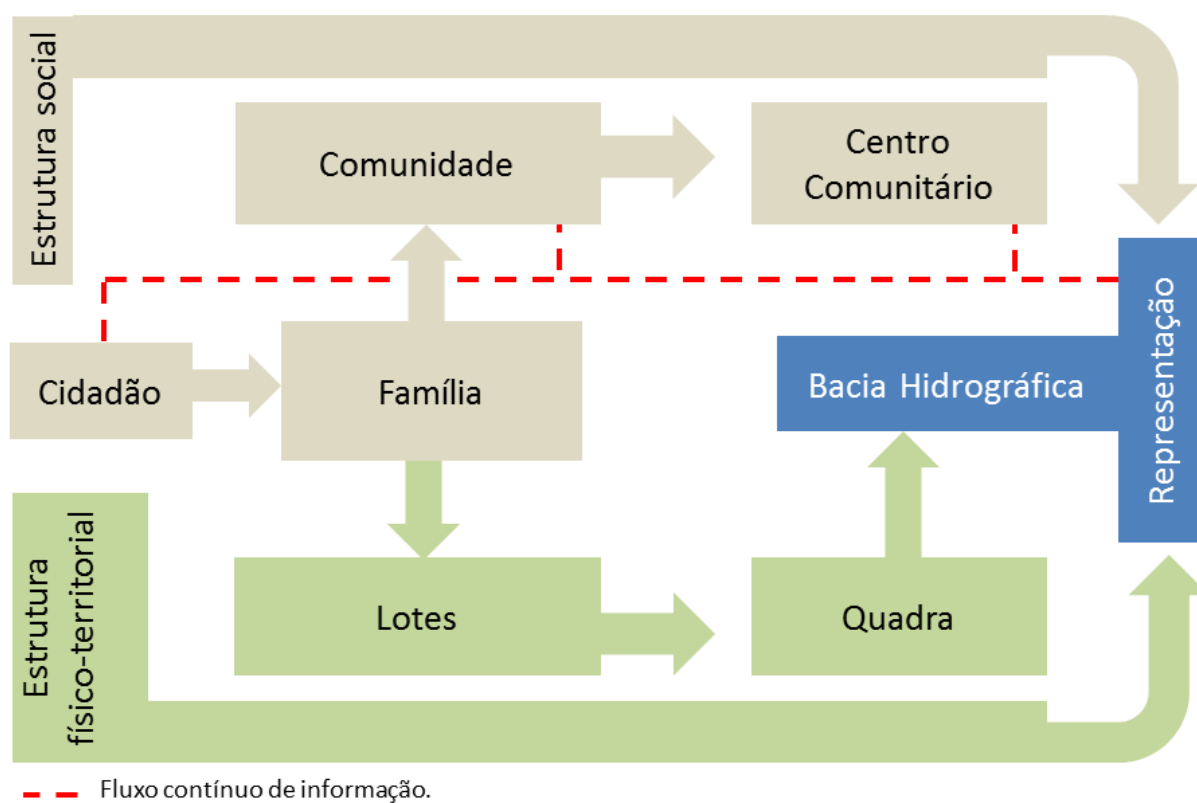 Estrutura social
Comunidade
Centro
Comunitário
Cidadão
Família
Bacia Hidrográfica
Representação
Estrutura
físico-territorial
Lotes
Quadra
Fluxo contínuo de informação.